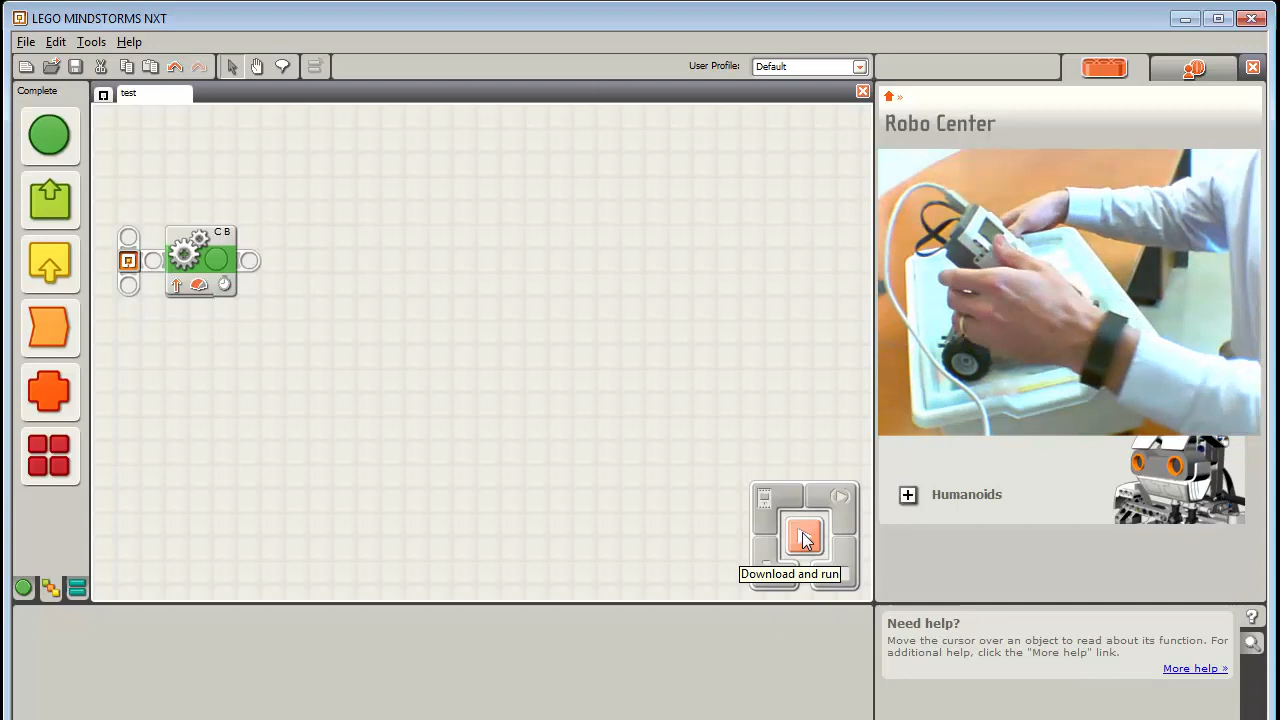 LEGO MINDSTORMS NXT
File Edit Tools Help
User Profile: Default
Complete
test
C B
»
Robo Center
Humanoids
Download and run
Need help?
Move the cursor over an object to read about its function. For
additional help, click the "More help" link.
More help »
?